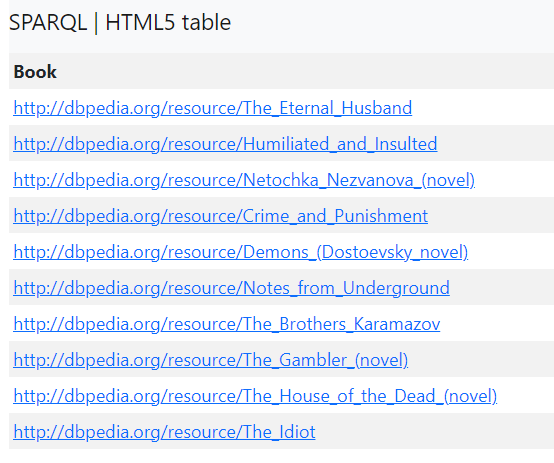 SPARQL | HTML5 table
Book
http://dbpedia.org/resource/The_Eternal_Husband
http://dbpedia.org/resource/Humiliated_and_Insulted
http://dbpedia.org/resource/Netochka_Nezvanova_(novel)
http://dbpedia.org/resource/Crime_and_Punishment
http://dbpedia.org/resource/Demons_(Dostoevsky_novel)
http://dbpedia.org/resource/Notes_from_Underground
http://dbpedia.org/resource/The_Brothers_Karamazov
http://dbpedia.org/resource/The_Gambler_(novel)
http://dbpedia.org/resource/The_House_of_the_Dead_(novel)
http://dbpedia.org/resource/The_Idiot